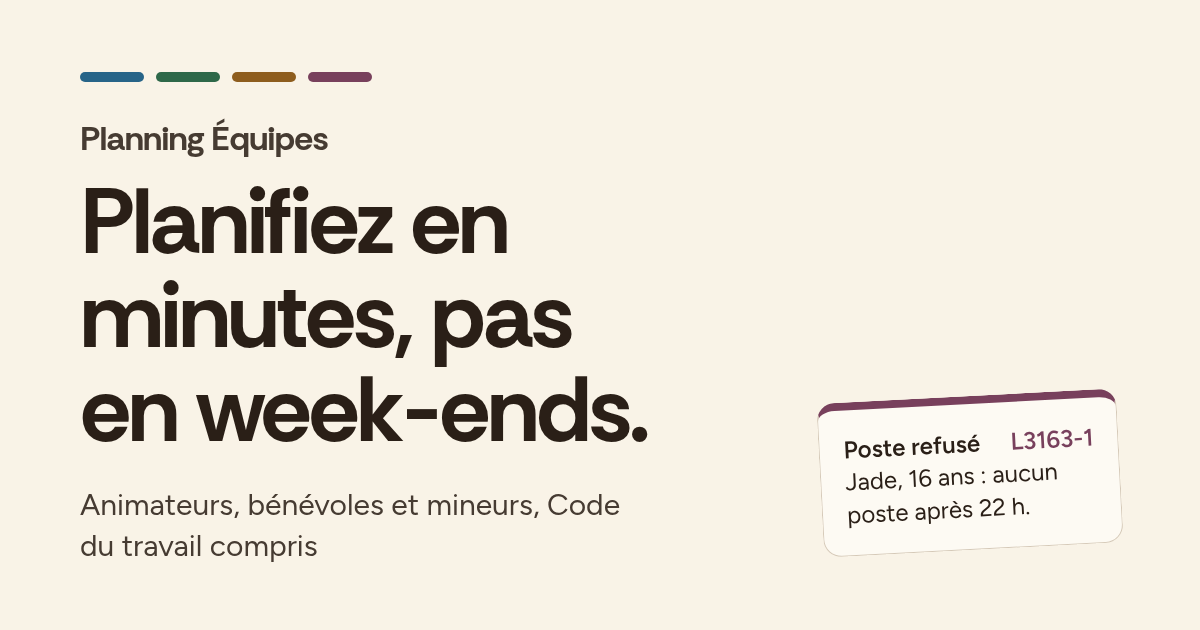 Planning Équipes
Planifiez en
minutes, pas
en week-ends.
Animateurs, bénévoles et mineurs, Code
du travail compris
Poste refusé L3163-1
Jade, 16 ans : aucun
poste après 22 h.